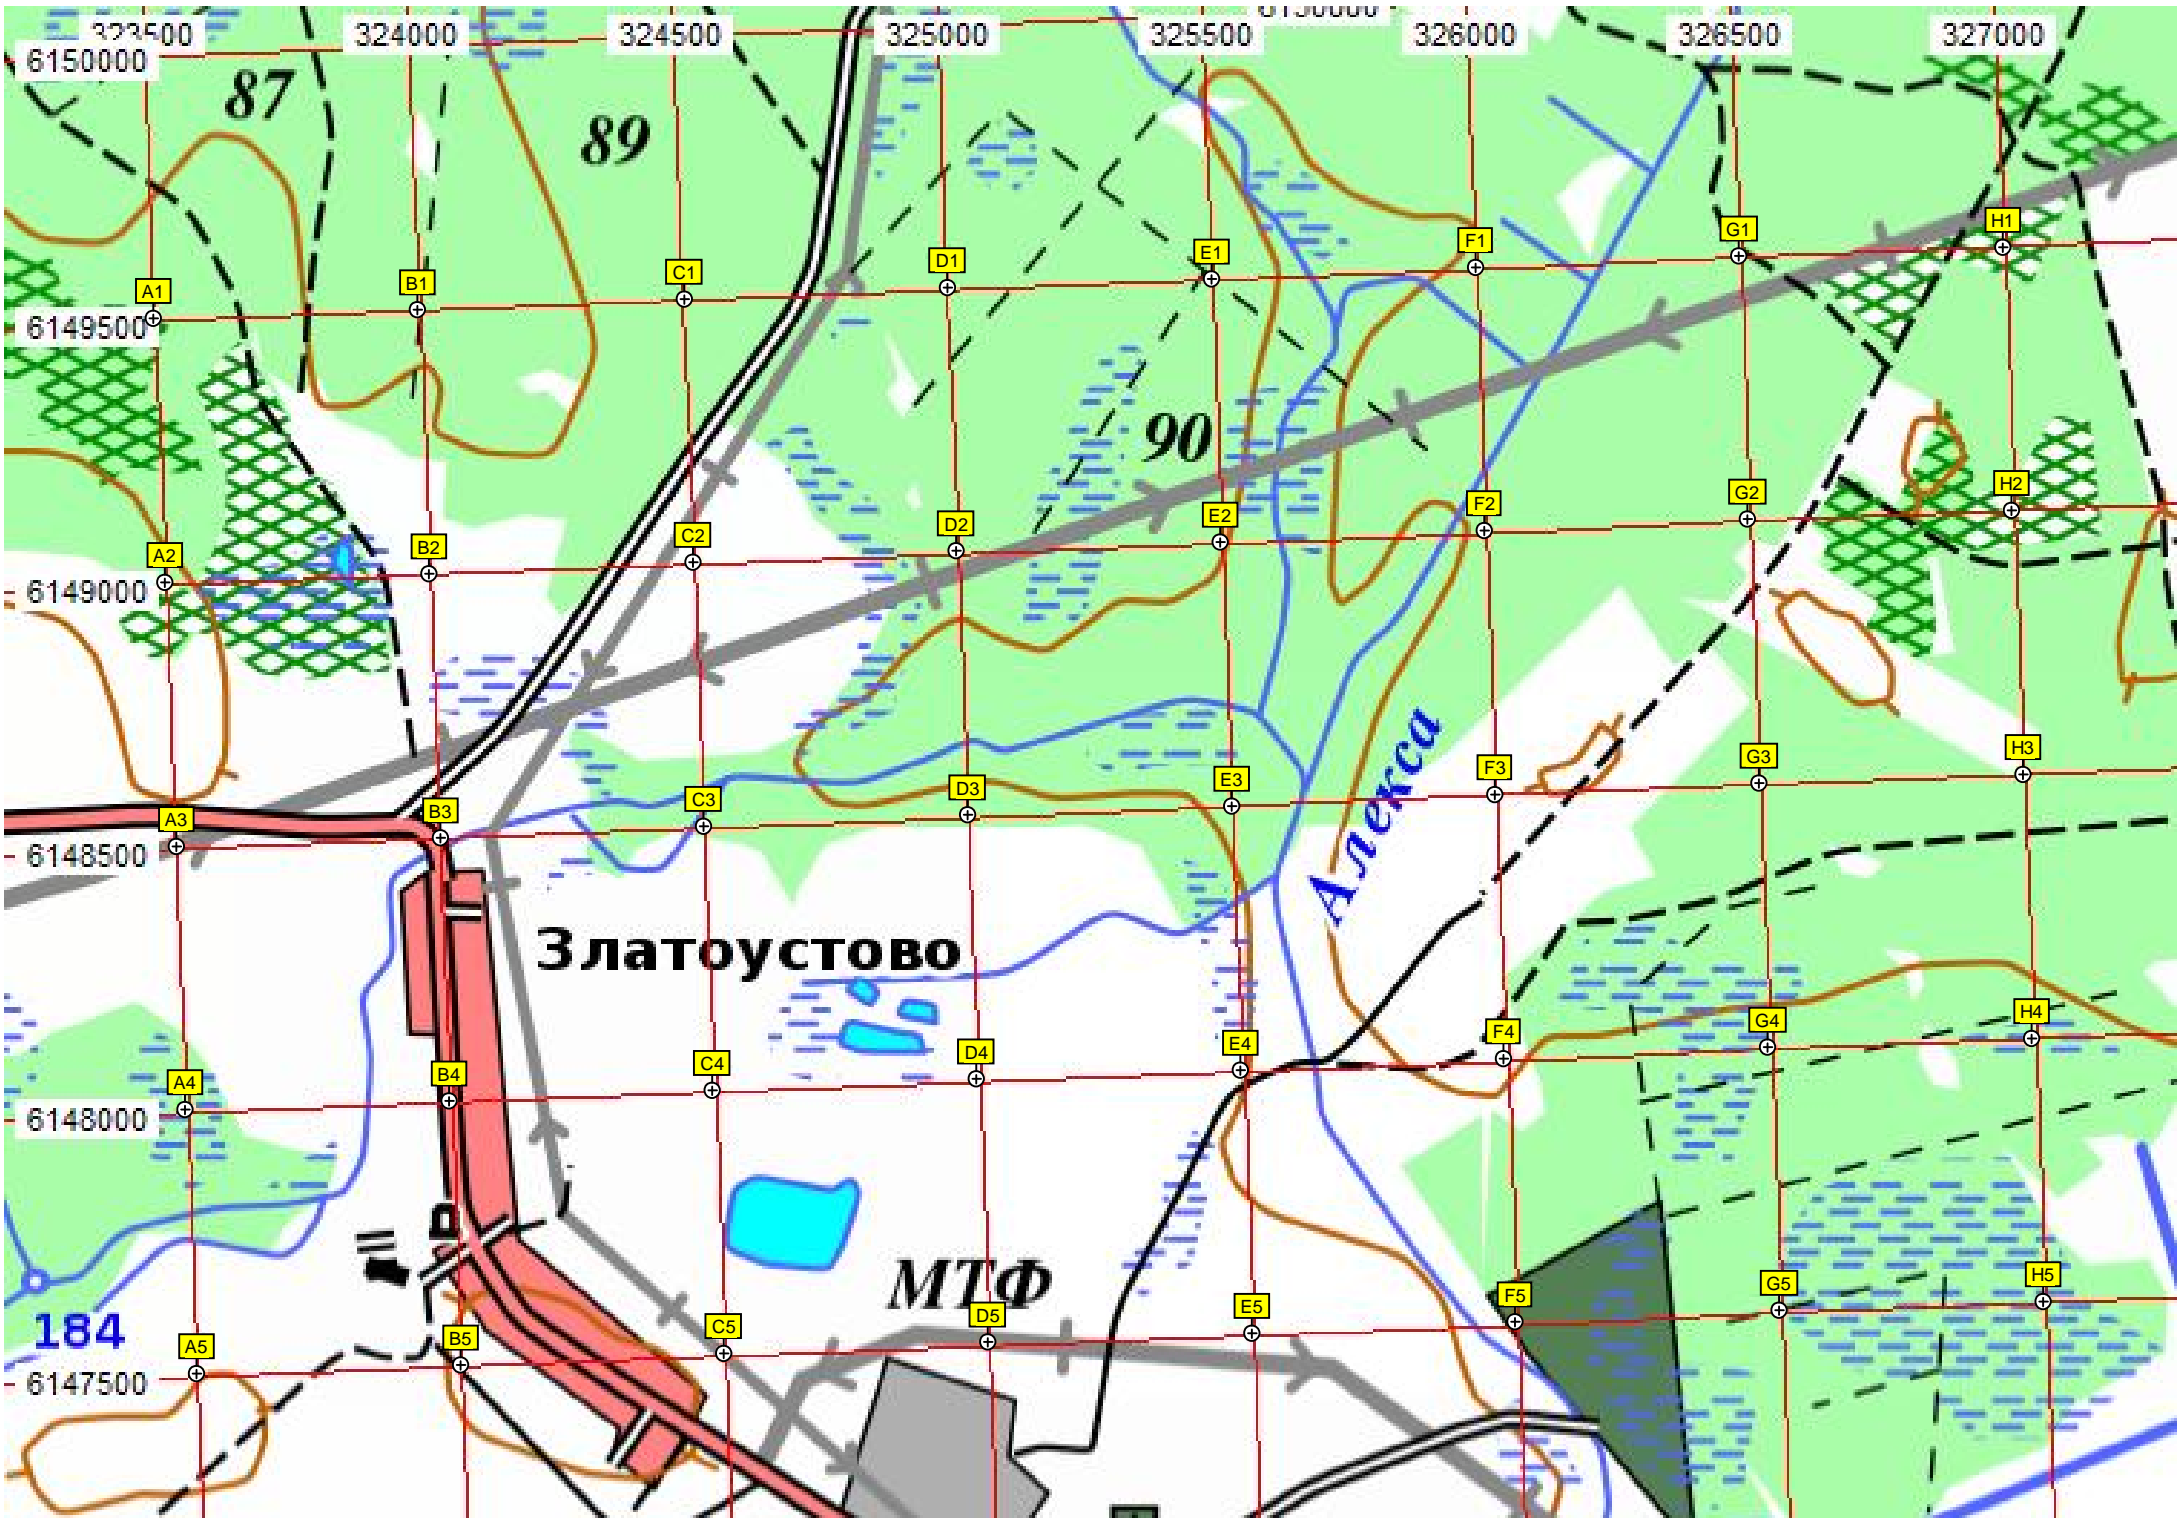 6150000
323500 324000 324500 325000 325500 326000 326500 327000
6150000
87
89
A1 B1 C1 D1 E1 F1 G1 H1
6149500
90
A2 B2 C2 D2 E2 F2 G2 H2
6149000
Алекса
A3 B3 C3 D3 E3 F3 G3 H3
6148500
Златоустово
A4 B4 C4 D4 E4 F4 G4 H4
6148000
МТФ
184
A5 B5 C5 D5 E5 F5 G5 H5
6147500